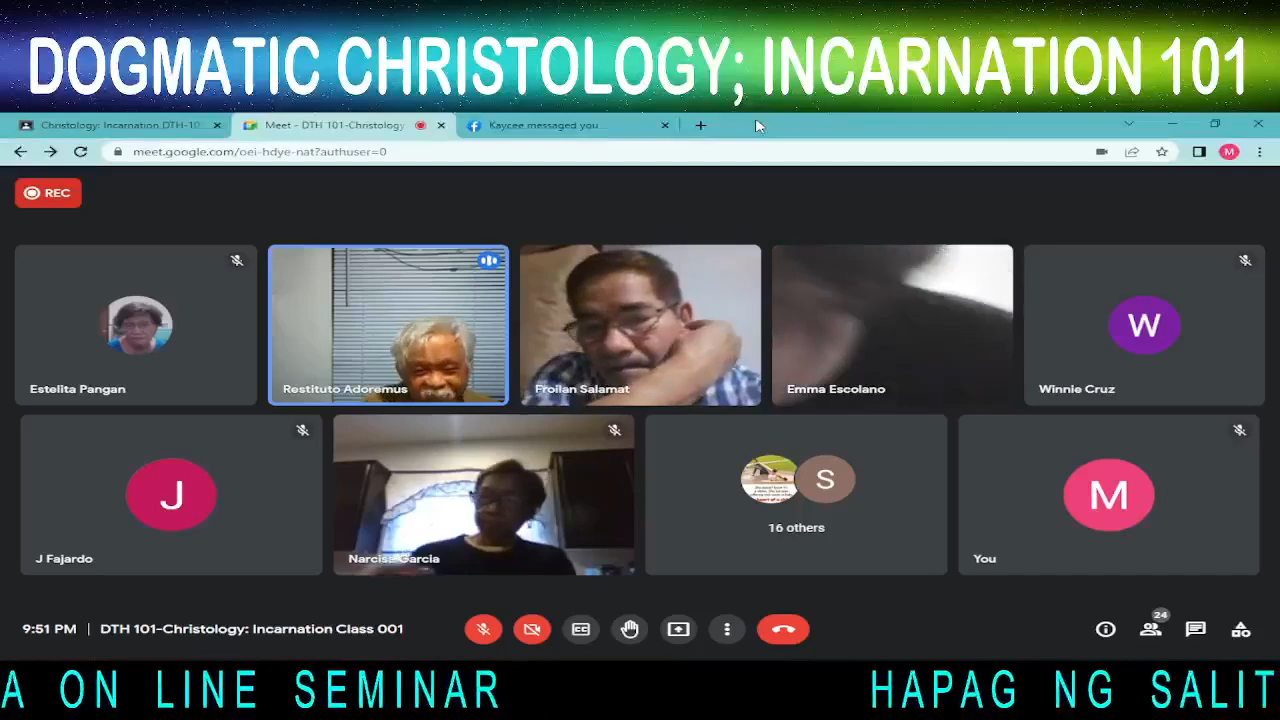 DOGMATIC CHRISTOLOGY; INCARNATION 101
Christology: Incarnation DTH-10
Meet - DTH 101-Christology
Kaycee messaged you
meet.google.com/oei-hdye-nat?authuser=0
M
REC
Estelita Pangan
Restituto Adoremus
Froilan Salamat
Emma Escolano
W
Winnie Cruz
J
J Fajardo
Narcisa Garcia
S
16 others
M
You
9:51 PM | DTH 101-Christology: Incarnation Class 001
CC
24
A ON LINE SEMINAR HAPAG NG SALIT